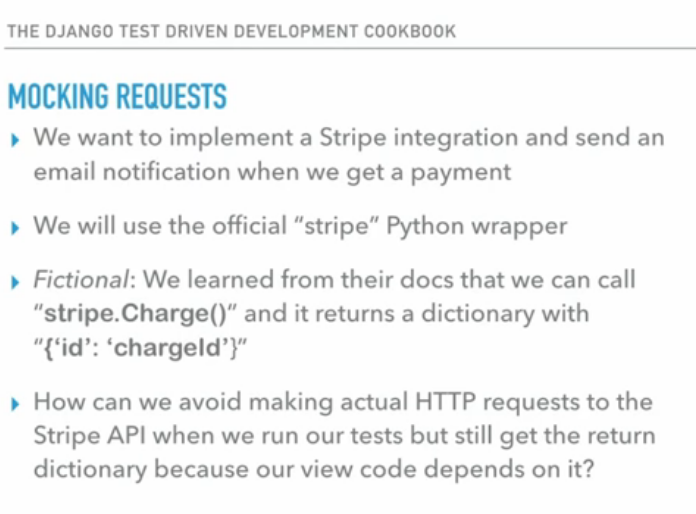 THE DJANGO TEST DRIVEN DEVELOPMENT COOKBOOK
MOCKING REQUESTS
We want to implement a Stripe integration and send an
email notification when we get a payment
We will use the official “stripe” Python wrapper
Fictional: We learned from their docs that we can call
“stripe.Charge()” and it returns a dictionary with
“{‘id’: ‘chargeId’}”
How can we avoid making actual HTTP requests to the
Stripe API when we run our tests but still get the return
dictionary because our view code depends on it?